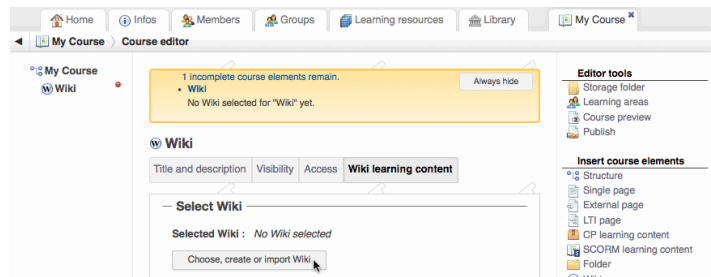 Home
Infos
Members
Groups
Learning resources
Library
My Course
My Course
Course editor
My Course
Wiki
1 incomplete course elements remain.
• Wiki
No Wiki selected for "Wiki" yet.
Always hide
Wiki
Title and description
Visibility
Access
Wiki learning content
Select Wiki
Selected Wiki : No Wiki selected
Choose, create or import Wiki
Editor tools
Storage folder
Learning areas
Course preview
Publish
Insert course elements
Structure
Single page
External page
LTI page
CP learning content
SCORM learning content
Folder